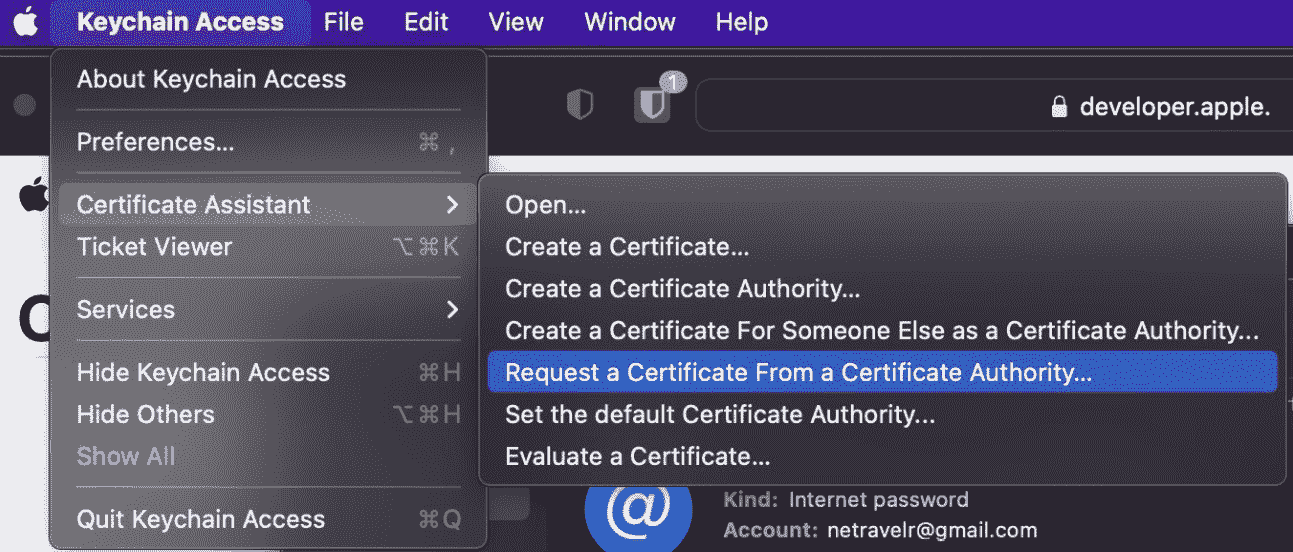 Keychain Access File Edit View Window Help
About Keychain Access
1
developer.apple.
Preferences... ⌘ ,
Certificate Assistant >
Open...
Ticket Viewer ⌥⌘K
Create a Certificate...
Create a Certificate Authority...
Services >
Create a Certificate For Someone Else as a Certificate Authority...
Hide Keychain Access ⌘H
Request a Certificate From a Certificate Authority...
Hide Others ⌥⌘H
Set the default Certificate Authority...
Show All
Evaluate a Certificate...
@
Kind: Internet password
Quit Keychain Access ⌘Q
Account: netravelr@gmail.com